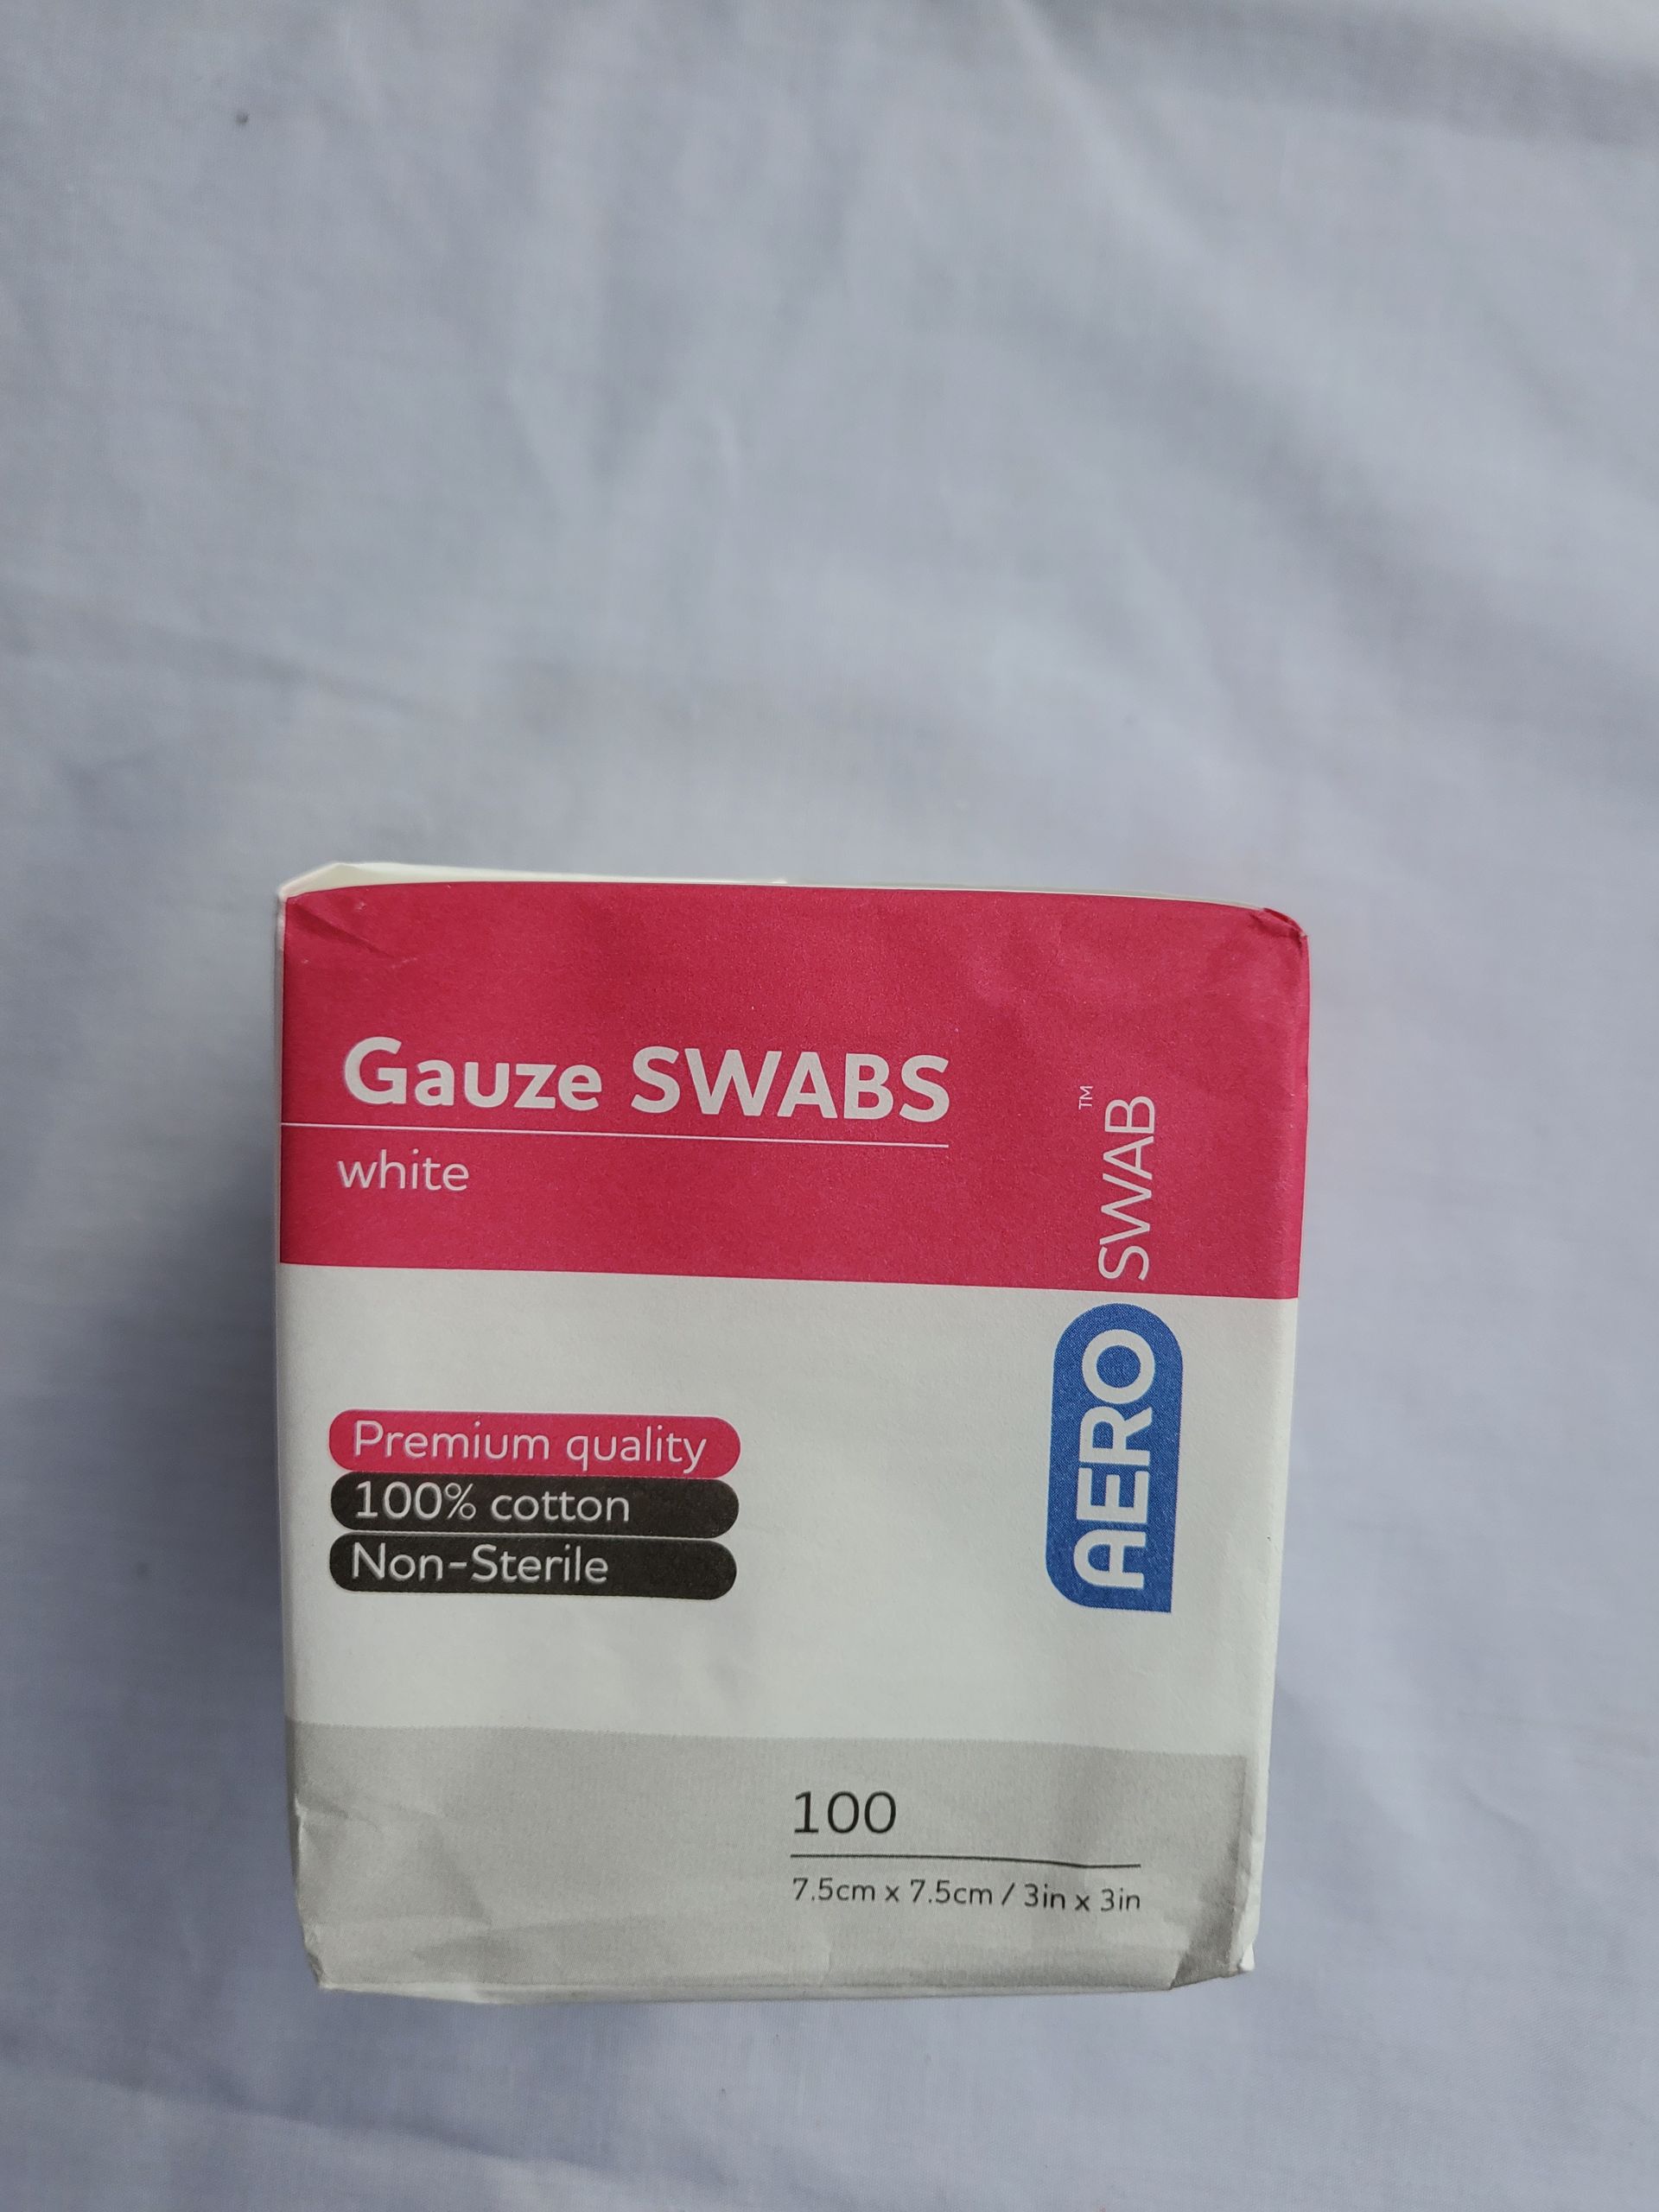 Gauze SWABS
white
AERO SWAB™
Premium quality
100% cotton
Non-Sterile
100
7.5cm x 7.5cm / 3in x 3in